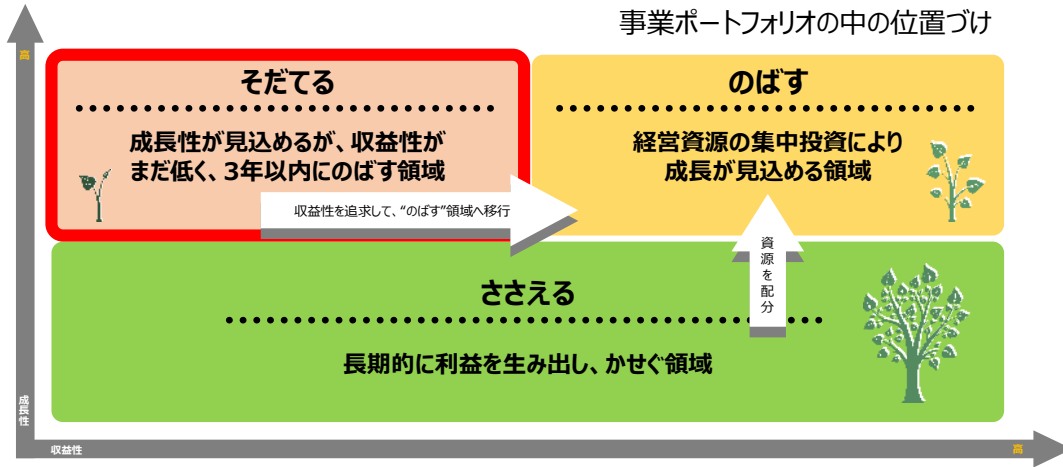 事業ポートフォリオの中の位置づけ
高
そだてる
成長性が見込めるが、収益性が
まだ低く、3年以内にのばす領域
収益性を追求して、“のばす”領域へ移行
のばす
経営資源の集中投資により
成長が見込める領域
資源を配分
ささえる
長期的に利益を生み出し、かせぐ領域
成長性
収益性
高